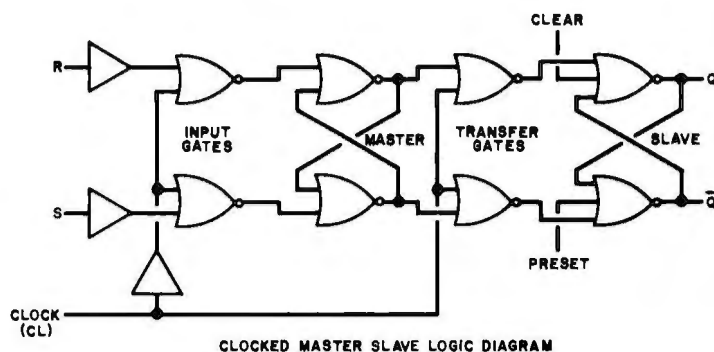 CLEAR
R
Q
INPUT
GATES
MASTER
TRANSFER
GATES
SLAVE
S
Q̅
PRESET
CLOCK
(CL)
CLOCKED MASTER SLAVE LOGIC DIAGRAM